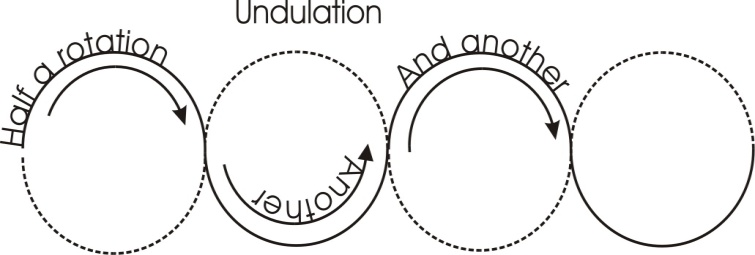 Undulation
Half a rotation
Another
And another